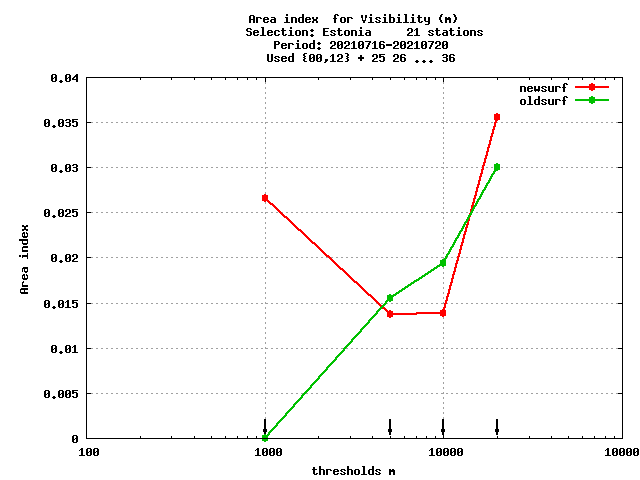 Area index  for Visibility (m)
Selection: Estonia     21 stations
Period: 20210716-20210720
Used {00,12} + 25 26 ... 36
newsurf
oldsurf
0.04
0.035
0.03
0.025
0.02
0.015
0.01
0.005
0
Area index
100
1000
10000
10000
thresholds m